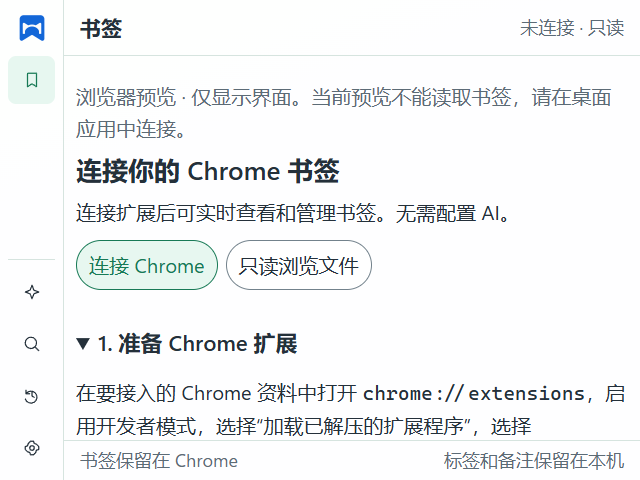 书签
未连接 · 只读
浏览器预览 · 仅显示界面。当前预览不能读取书签，请在桌面
应用中连接。
连接你的 Chrome 书签
连接扩展后可实时查看和管理书签。无需配置 AI。
连接 Chrome
只读浏览文件
▼ 1. 准备 Chrome 扩展
在要接入的 Chrome 资料中打开 chrome://extensions，启
用开发者模式，选择“加载已解压的扩展程序”，选择
书签保留在 Chrome
标签和备注保留在本机